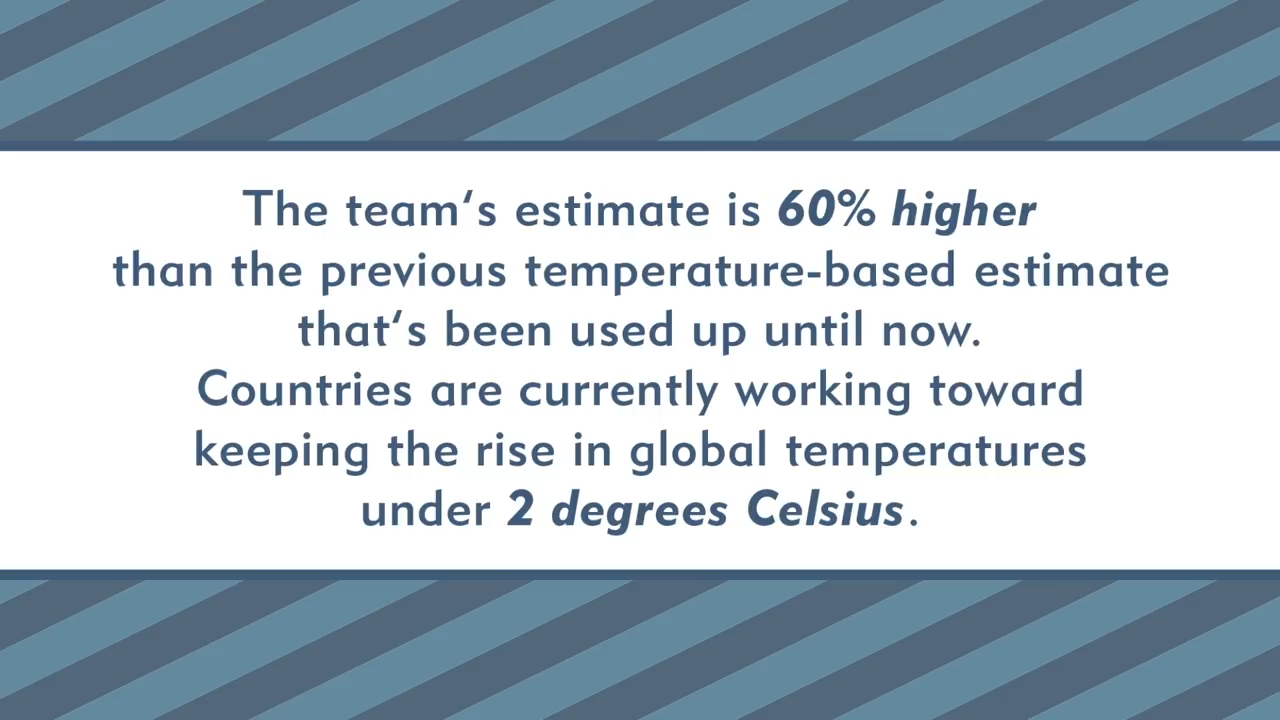 The team‘s estimate is 60% higher
than the previous temperature-based estimate
that‘s been used up until now.
Countries are currently working toward
keeping the rise in global temperatures
under 2 degrees Celsius.